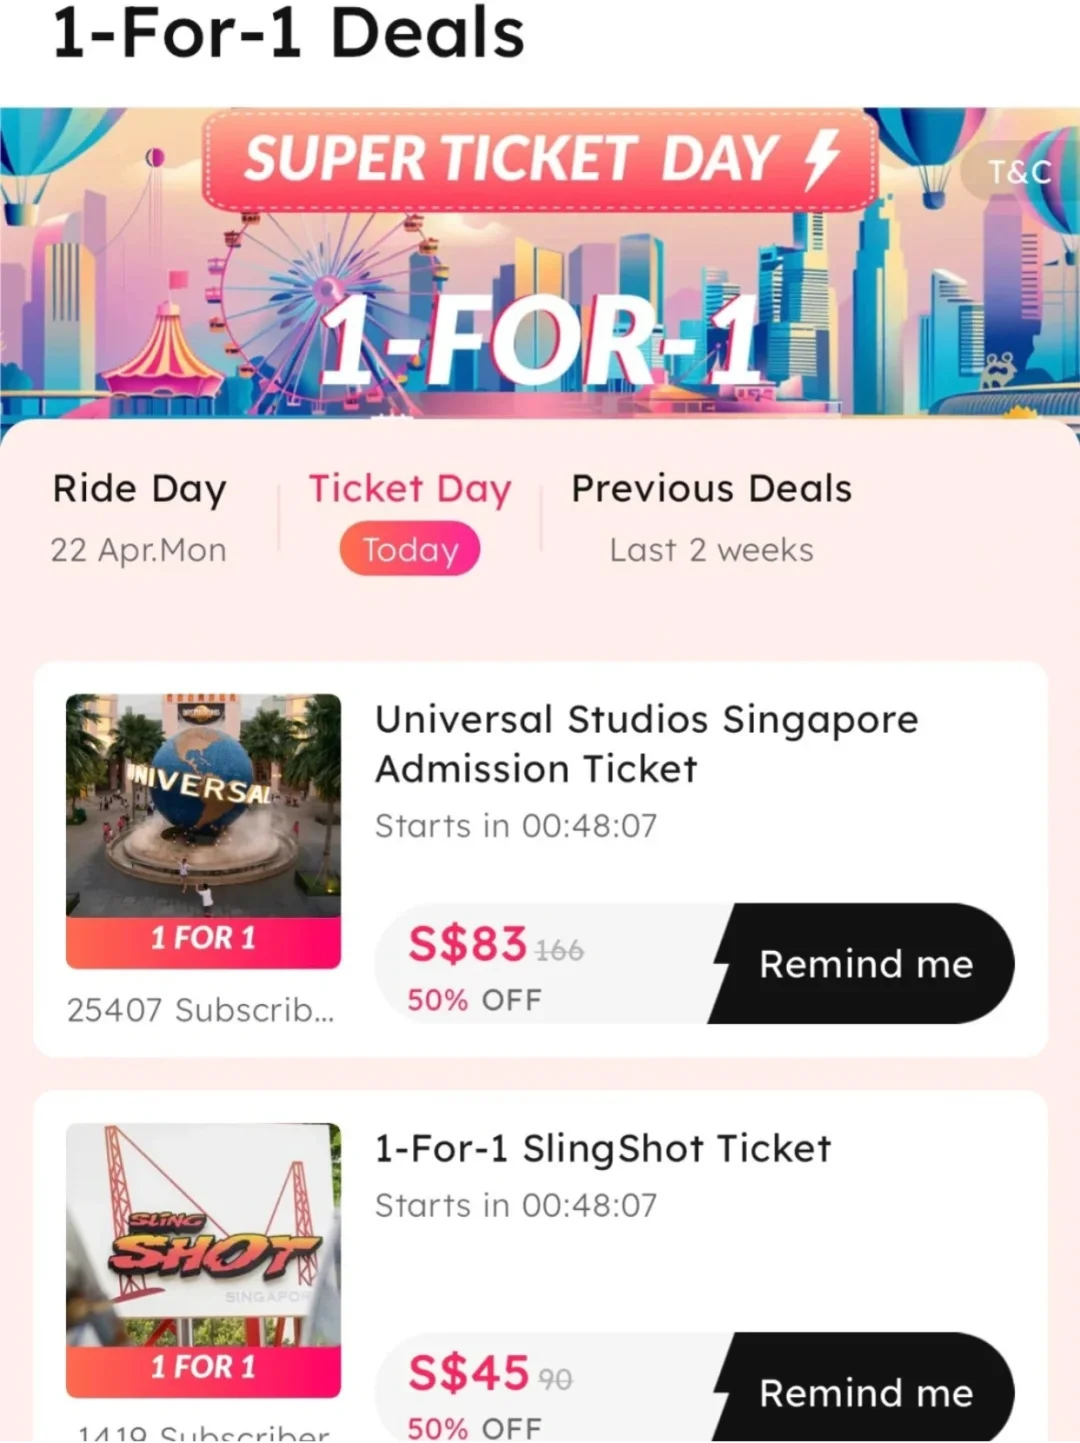 1-For-1 Deals
SUPER TICKET DAY
T&C
1-FOR-1
Ride Day
22 Apr.Mon
Ticket Day
Today
Previous Deals
Last 2 weeks
UNIVERSAL
1 FOR 1
25407 Subscrib...
Universal Studios Singapore
Admission Ticket
Starts in 00:48:07
S$83 166
50% OFF
Remind me
SLING
SHOT
SINGAPOR
1 FOR 1
1419 Subscriber
1-For-1 SlingShot Ticket
Starts in 00:48:07
S$45 90
50% OFF
Remind me